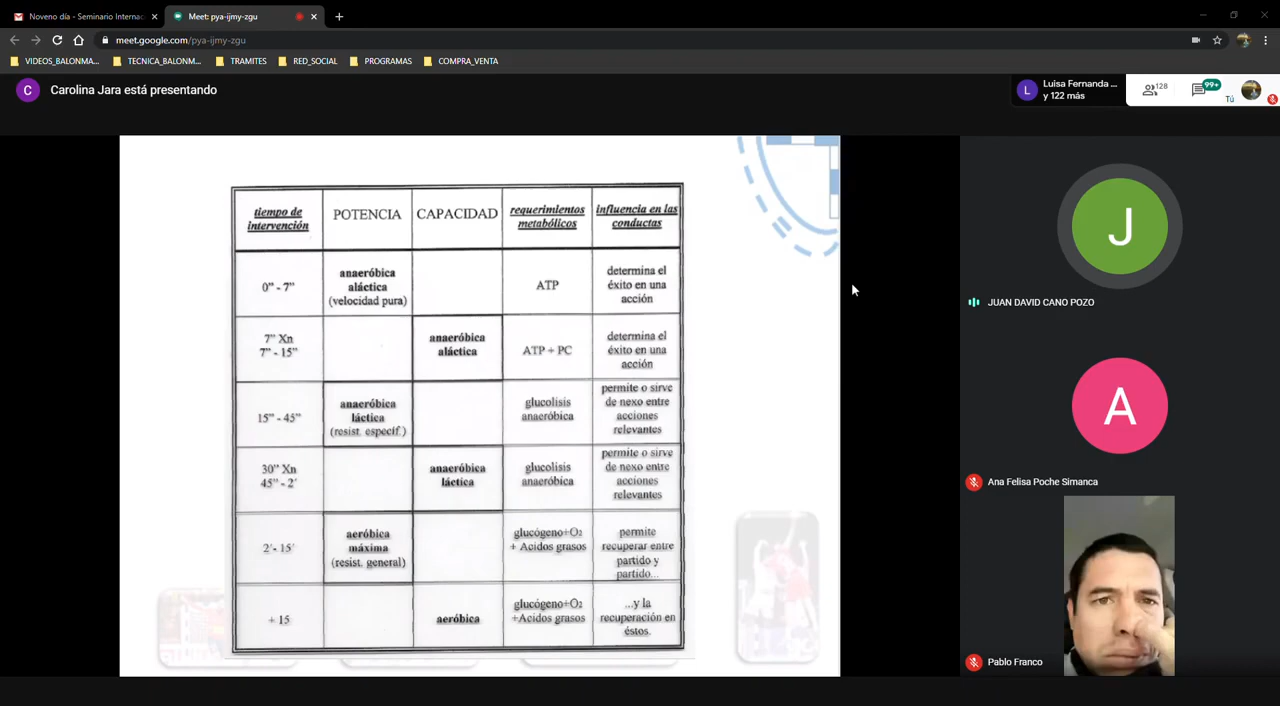 Noveno día - Seminario Internac
Meet: pya-ijmy-zgu
meet.google.com/pya-ijmy-zgu
VIDEOS_BALONMA...
TECNICA_BALONM...
TRAMITES
RED_SOCIAL
PROGRAMAS
COMPRA_VENTA
C
Carolina Jara está presentando
L
Luisa Fernanda ...
y 122 más
128
99+
Tú
tiempo de
intervención
POTENCIA
CAPACIDAD
requerimientos
metabólicos
influencia en las
conductas
0" - 7"
anaeróbica
aláctica
(velocidad pura)
ATP
determina el
éxito en una
acción
7" Xn
7" - 15"
anaeróbica
aláctica
ATP + PC
determina el
éxito en una
acción
15" - 45"
anaeróbica
láctica
(resist. específ.)
glucolisis
anaeróbica
permite o sirve
de nexo entre
acciones
relevantes
30" Xn
45" - 2'
anaeróbica
láctica
glucolisis
anaeróbica
permite o sirve
de nexo entre
acciones
relevantes
2'- 15'
aeróbica
máxima
(resist. general)
glucógeno+O₂
+ Acidos grasos
permite
recuperar entre
partido y
partido...
+ 15
aeróbica
glucógeno+O₂
+Acidos grasos
...y la
recuperación en
éstos.
J
JUAN DAVID CANO POZO
A
Ana Felisa Poche Simanca
Pablo Franco